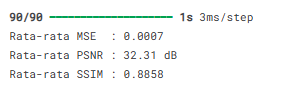 90/90 ━━━━━━━━━━━━━━━━━━━━ 1s 3ms/step
Rata-rata MSE  : 0.0007
Rata-rata PSNR : 32.31 dB
Rata-rata SSIM : 0.8858